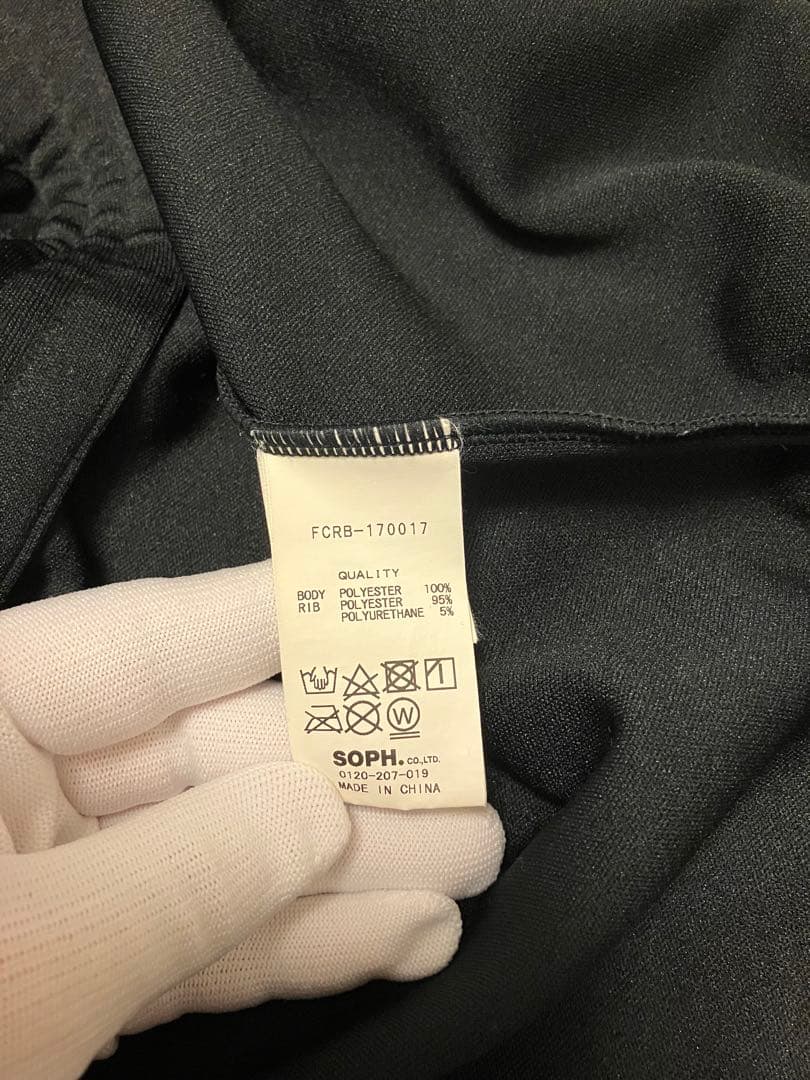 FCRB-170017
QUALITY
BODY POLYESTER 100%
RIB POLYESTER 95%
POLYURETHANE 5%
W
SOPH. CO.,LTD.
0120-207-019
MADE IN CHINA